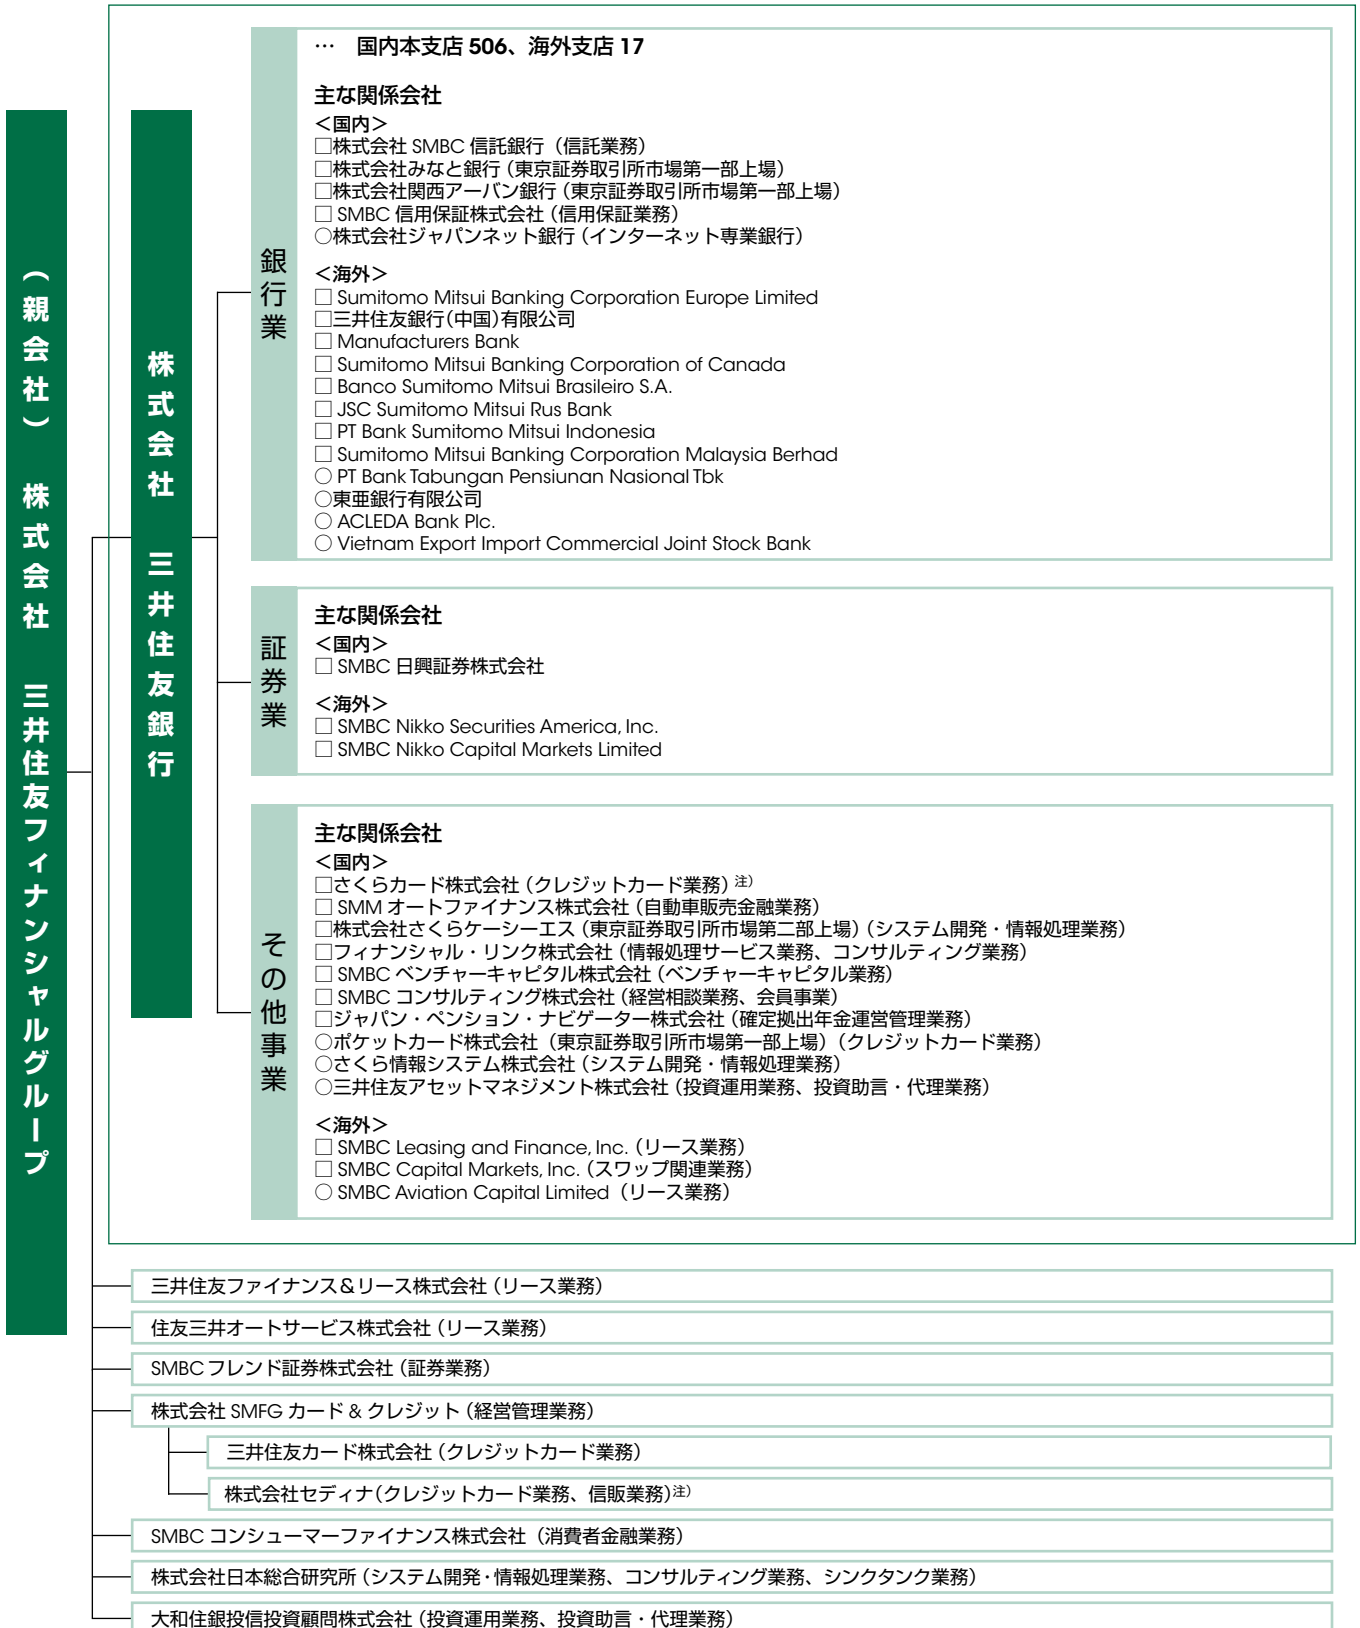 （親会社） 株式会社 三井住友フィナンシャルグループ
株式会社 三井住友銀行
銀行業
… 国内本支店 506、海外支店 17
主な関係会社
＜国内＞
□株式会社 SMBC 信託銀行（信託業務）
□株式会社みなと銀行（東京証券取引所市場第一部上場）
□株式会社関西アーバン銀行（東京証券取引所市場第一部上場）
□ SMBC 信用保証株式会社（信用保証業務）
○株式会社ジャパンネット銀行（インターネット専業銀行）
＜海外＞
□ Sumitomo Mitsui Banking Corporation Europe Limited
□三井住友銀行（中国）有限公司
□ Manufacturers Bank
□ Sumitomo Mitsui Banking Corporation of Canada
□ Banco Sumitomo Mitsui Brasileiro S.A.
□ JSC Sumitomo Mitsui Rus Bank
□ PT Bank Sumitomo Mitsui Indonesia
□ Sumitomo Mitsui Banking Corporation Malaysia Berhad
○ PT Bank Tabungan Pensiunan Nasional Tbk
○東亜銀行有限公司
○ ACLEDA Bank Plc.
○ Vietnam Export Import Commercial Joint Stock Bank
証券業
主な関係会社
＜国内＞
□ SMBC 日興証券株式会社
＜海外＞
□ SMBC Nikko Securities America, Inc.
□ SMBC Nikko Capital Markets Limited
その他事業
主な関係会社
＜国内＞
□さくらカード株式会社（クレジットカード業務）注）
□ SMM オートファイナンス株式会社（自動車販売金融業務）
□株式会社さくらケーシーエス（東京証券取引所市場第二部上場）（システム開発・情報処理業務）
□フィナンシャル・リンク株式会社（情報処理サービス業務、コンサルティング業務）
□ SMBC ベンチャーキャピタル株式会社（ベンチャーキャピタル業務）
□ SMBC コンサルティング株式会社（経営相談業務、会員事業）
□ジャパン・ペンション・ナビゲーター株式会社（確定拠出年金運営管理業務）
○ポケットカード株式会社（東京証券取引所市場第一部上場）（クレジットカード業務）
○さくら情報システム株式会社（システム開発・情報処理業務）
○三井住友アセットマネジメント株式会社（投資運用業務、投資助言・代理業務）
＜海外＞
□ SMBC Leasing and Finance, Inc.（リース業務）
□ SMBC Capital Markets, Inc.（スワップ関連業務）
○ SMBC Aviation Capital Limited（リース業務）
三井住友ファイナンス＆リース株式会社（リース業務）
住友三井オートサービス株式会社（リース業務）
SMBC フレンド証券株式会社（証券業務）
株式会社 SMFG カード & クレジット（経営管理業務）
三井住友カード株式会社（クレジットカード業務）
株式会社セディナ（クレジットカード業務、信販業務）注）
SMBC コンシューマーファイナンス株式会社（消費者金融業務）
株式会社日本総合研究所（システム開発・情報処理業務、コンサルティング業務、シンクタンク業務）
大和住銀投信投資顧問株式会社（投資運用業務、投資助言・代理業務）